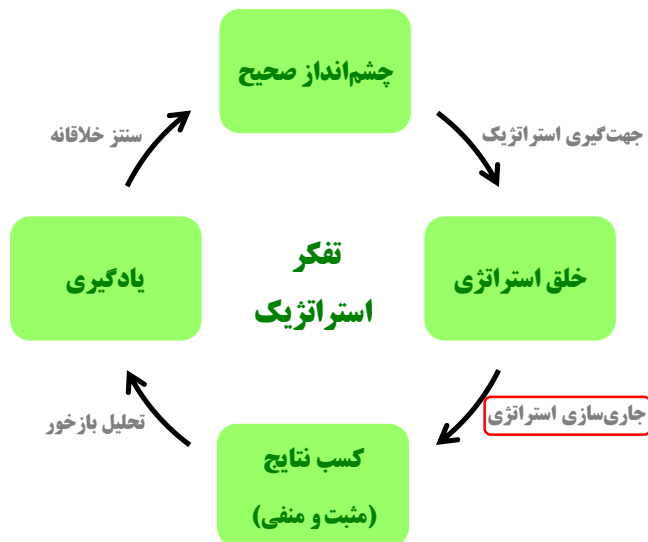 چشم‌انداز صحیح
جهت‌گیری استراتژیک
سنتز خلاقانه
خلق استراتژی
تفکر
استراتژیک
یادگیری
جاری‌سازی استراتژی
تحلیل بازخور
کسب نتایج
(مثبت و منفی)